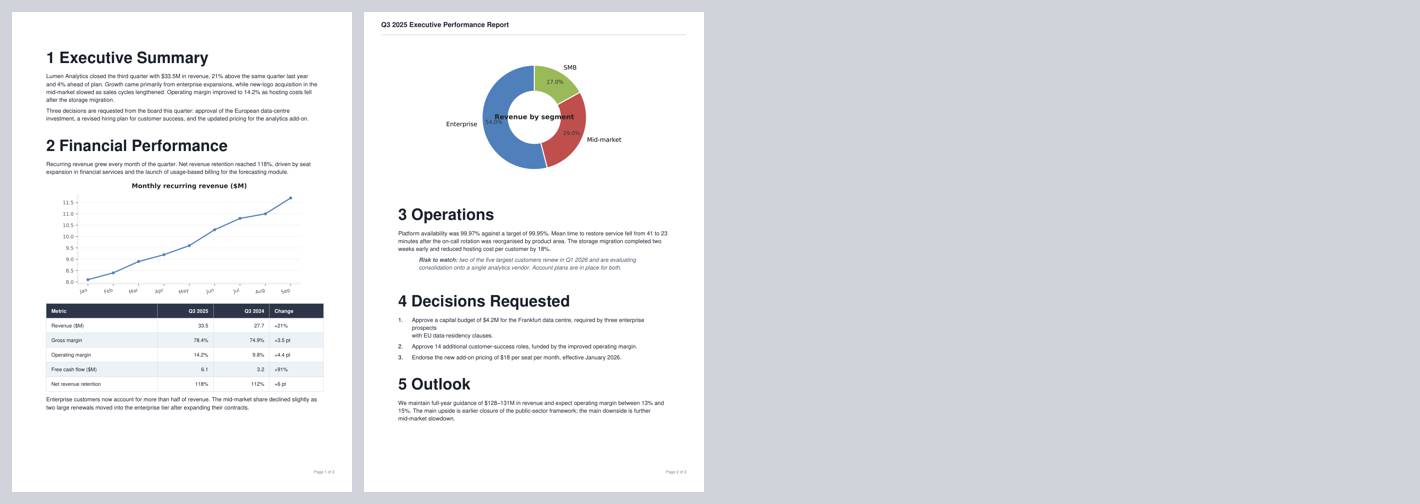 1 Executive Summary
Lumen Analytics closed the third quarter with $33.5M in revenue, 21% above the same quarter last year
and 4% ahead of plan. Growth came primarily from enterprise expansions, while new-logo acquisition in the
mid-market slowed as sales cycles lengthened. Operating margin improved to 14.2% as hosting costs fell
after the storage migration.
Three decisions are requested from the board this quarter: approval of the European data-centre
investment, a revised hiring plan for customer success, and the updated pricing for the analytics add-on.
2 Financial Performance
Recurring revenue grew every month of the quarter. Net revenue retention reached 118%, driven by seat
expansion in financial services and the launch of usage-based billing for the forecasting module.
Monthly recurring revenue ($M)
11.5
11.0
10.5
10.0
9.5
9.0
8.5
8.0
Jan Feb Mar Apr May Jun Jul Aug Sep
Metric Q3 2025 Q3 2024 Change
Revenue ($M) 33.5 27.7 +21%
Gross margin 78.4% 74.9% +3.5 pt
Operating margin 14.2% 9.8% +4.4 pt
Free cash flow ($M) 6.1 3.2 +91%
Net revenue retention 118% 112% +6 pt
Enterprise customers now account for more than half of revenue. The mid-market share declined slightly as
two large renewals moved into the enterprise tier after expanding their contracts.
Page 1 of 2
Q3 2025 Executive Performance Report
SMB
17.0%
Revenue by segment
54.0%
Enterprise
29.0%
Mid-market
3 Operations
Platform availability was 99.97% against a target of 99.95%. Mean time to restore service fell from 41 to 23
minutes after the on-call rotation was reorganised by product area. The storage migration completed two
weeks early and reduced hosting cost per customer by 18%.
Risk to watch: two of the five largest customers renew in Q1 2026 and are evaluating
consolidation onto a single analytics vendor. Account plans are in place for both.
4 Decisions Requested
1. Approve a capital budget of $4.2M for the Frankfurt data centre, required by three enterprise
prospects
with EU data-residency clauses.
2. Approve 14 additional customer-success roles, funded by the improved operating margin.
3. Endorse the new add-on pricing of $18 per seat per month, effective January 2026.
5 Outlook
We maintain full-year guidance of $128–131M in revenue and expect operating margin between 13% and
15%. The main upside is earlier closure of the public-sector framework; the main downside is further
mid-market slowdown.
Page 2 of 2